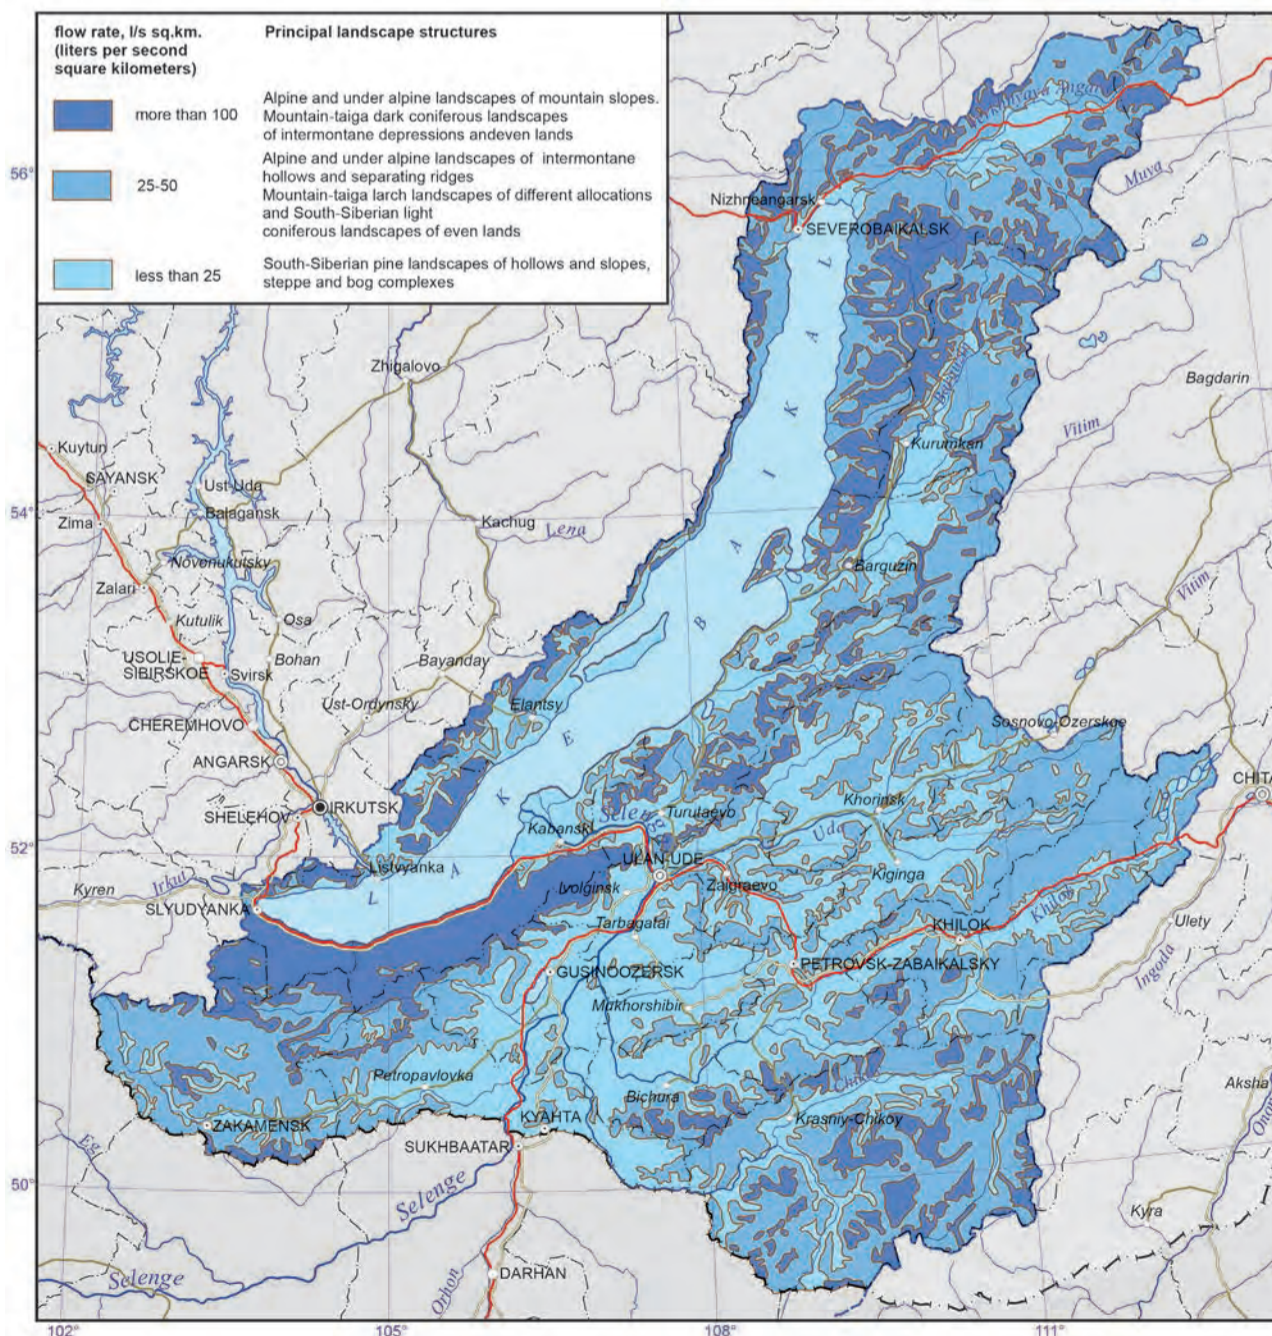 flow rate, l/s sq.km.
(liters per second
square kilometers)
Principal landscape structures
more than 100
Alpine and under alpine landscapes of mountain slopes.
Mountain-taiga dark coniferous landscapes
of intermontane depressions andeven lands
25-50
Alpine and under alpine landscapes of intermontane
hollows and separating ridges
Mountain-taiga larch landscapes of different allocations
and South-Siberian light
coniferous landscapes of even lands
less than 25
South-Siberian pine landscapes of hollows and slopes,
steppe and bog complexes
56°
54°
52°
50°
102°
105°
108°
111°
Muya
Nizhneangarsk
SEVEROBAIKALSK
Zhigalovo
Bagdarin
Vitim
Kuytun
SAYANSK
Ust-Uda
Kurumkan
Zima
Balagansk
Kachug
Lena
Novonukutsky
Zalari
Barguzin
Vitim
Kutulik
Osa
USOLIE-
SIBIRSKOE
Svirsk
Bohan
Bayanday
Ust-Ordynsky
Elantsy
CHEREMHOVO
Sosnovo-Ozerskoe
ANGARSK
CHITA
IRKUTSK
SHELEHOV
Khorinsk
Turutaevo
Selenga
Kabansk
Uda
ULAN-UDE
Listvyanka
LAKE BAIKAL
Kyren
Irkut
SLYUDYANKA
Ivolginsk
Zaigraevo
Kiginga
Khilok
Tarbagatai
KHILOK
Ulety
Ingoda
GUSINOOZERSK
PETROVSK-ZABAIKALSKY
Mukhorshibir
Petropavlovka
Bichura
Chikoy
Aksha
KYAHTA
Krasniy-Chikoy
ZAKAMENSK
SUKHBAATAR
Eg.
Selenge
Onon
Kyra
Selenge
Orhon
DARHAN